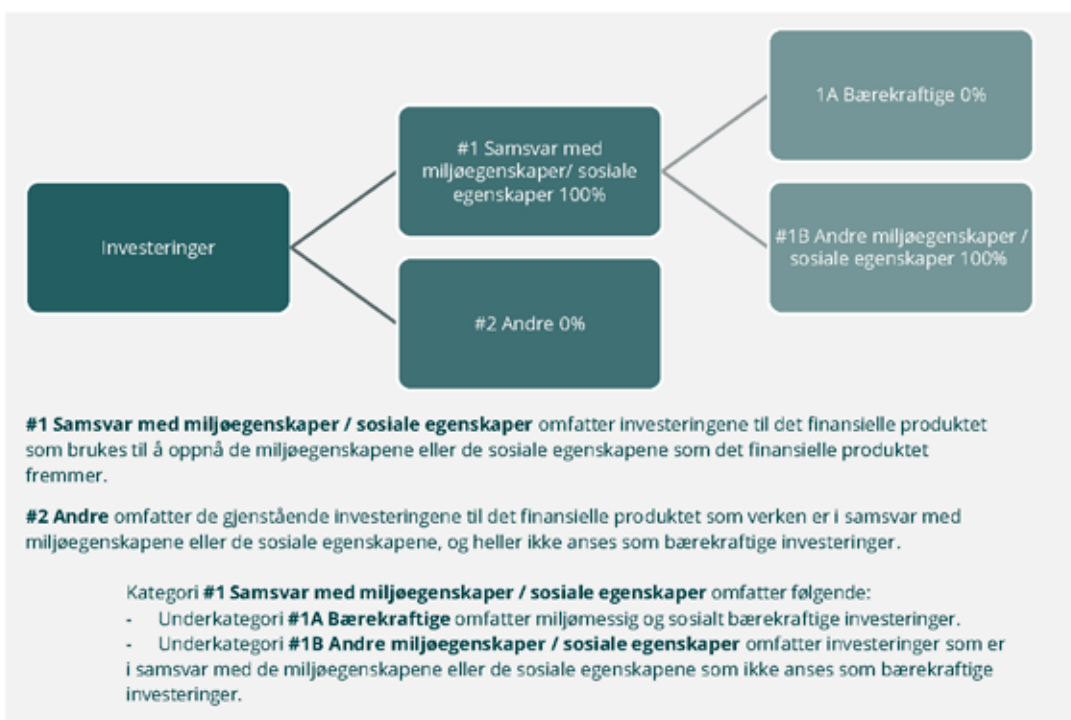 1A Bærekraftige 0%
#1 Samsvar med
miljøegenskaper/ sosiale
egenskaper 100%
Investeringer
#1B Andre miljøegenskaper /
sosiale egenskaper 100%
#2 Andre 0%
#1 Samsvar med miljøegenskaper / sosiale egenskaper omfatter investeringene til det finansielle produktet
som brukes til å oppnå de miljøegenskapene eller de sosiale egenskapene som det finansielle produktet
fremmer.
#2 Andre omfatter de gjenstående investeringene til det finansielle produktet som verken er i samsvar med
miljøegenskapene eller de sosiale egenskapene, og heller ikke anses som bærekraftige investeringer.
Kategori #1 Samsvar med miljøegenskaper / sosiale egenskaper omfatter følgende:
- Underkategori #1A Bærekraftige omfatter miljømessig og sosialt bærekraftige investeringer.
- Underkategori #1B Andre miljøegenskaper / sosiale egenskaper omfatter investeringer som er
i samsvar med de miljøegenskapene eller de sosiale egenskapene som ikke anses som bærekraftige
investeringer.